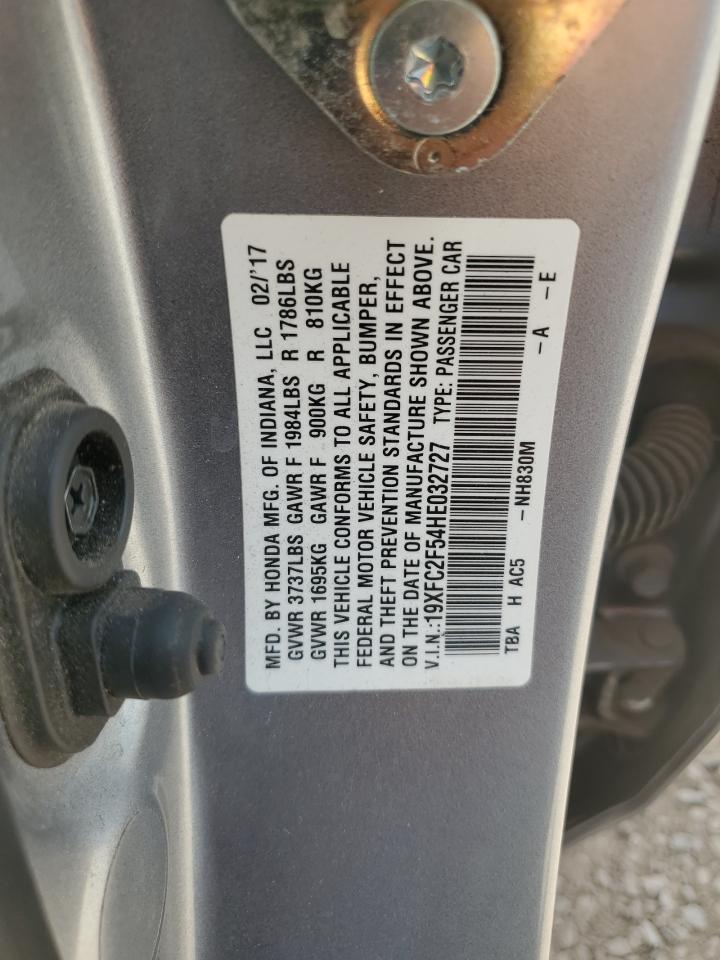 MFD. BY HONDA MFG. OF INDIANA, LLC 02/'17
GVWR 3737LBS GAWR F 1984LBS R 1786LBS
GVWR 1695KG GAWR F 900KG R 810KG
THIS VEHICLE CONFORMS TO ALL APPLICABLE
FEDERAL MOTOR VEHICLE SAFETY, BUMPER,
AND THEFT PREVENTION STANDARDS IN EFFECT
ON THE DATE OF MANUFACTURE SHOWN ABOVE.
V.I.N.:19XFC2F54HE032727 TYPE: PASSENGER CAR
TBA H AC5 –NH830M –A –E